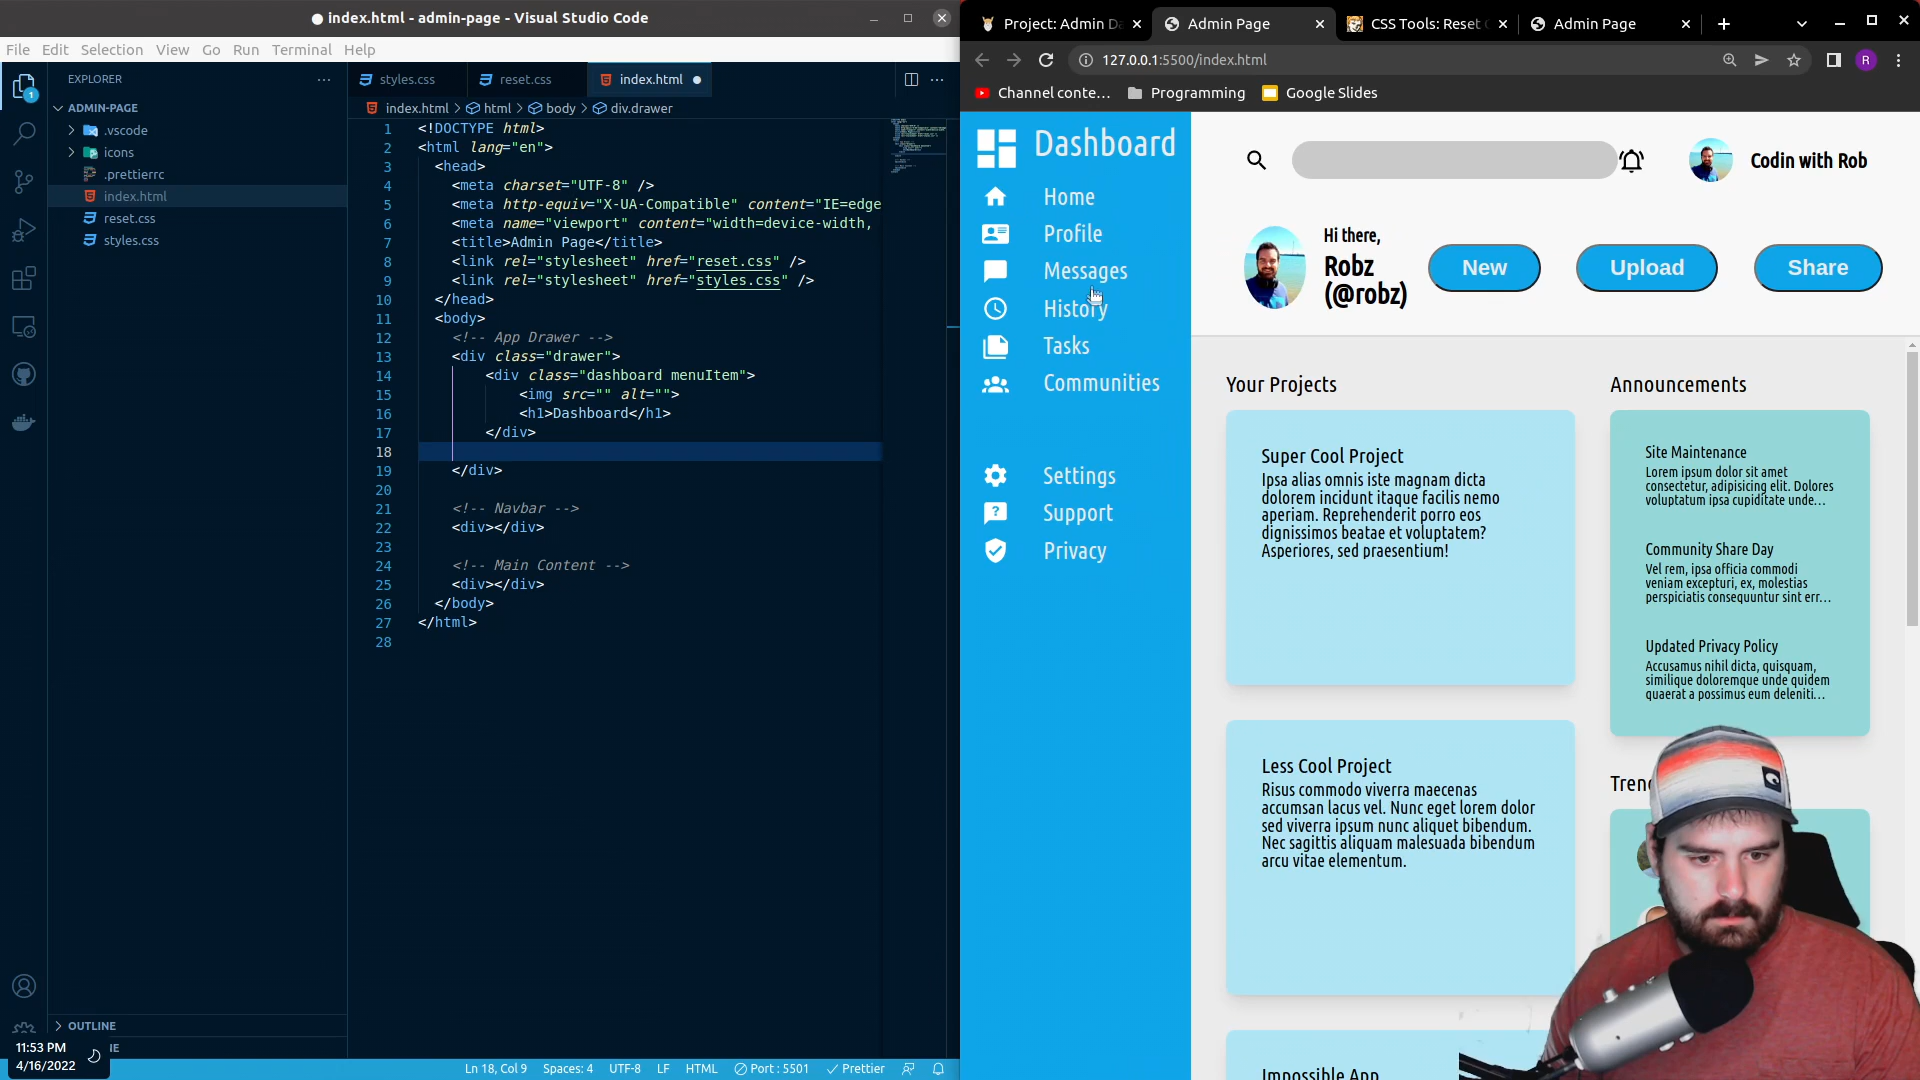 ● index.html - admin-page - Visual Studio Code
File Edit Selection View Go Run Terminal Help
EXPLORER
ADMIN-PAGE
.vscode
icons
.prettierrc
index.html
reset.css
styles.css
OUTLINE
11:53 PM
4/16/2022
styles.css reset.css index.html ●
index.html > html > body > div.drawer
1 <!DOCTYPE html>
2 <html lang="en">
3 <head>
4 <meta charset="UTF-8" />
5 <meta http-equiv="X-UA-Compatible" content="IE=edge
6 <meta name="viewport" content="width=device-width,
7 <title>Admin Page</title>
8 <link rel="stylesheet" href="reset.css" />
9 <link rel="stylesheet" href="styles.css" />
10 </head>
11 <body>
12 <!-- App Drawer -->
13 <div class="drawer">
14 <div class="dashboard menuItem">
15 <img src="" alt="">
16 <h1>Dashboard</h1>
17 </div>
18
19 </div>
20
21 <!-- Navbar -->
22 <div></div>
23
24 <!-- Main Content -->
25 <div></div>
26 </body>
27 </html>
28
Ln 18, Col 9 Spaces: 4 UTF-8 LF HTML Port : 5501 Prettier
Project: Admin Da Admin Page CSS Tools: Reset C Admin Page
127.0.0.1:5500/index.html
R
Channel conte... Programming Google Slides
Dashboard
Home
Profile
Messages
History
Tasks
Communities
Settings
Support
Privacy
Codin with Rob
Hi there,
Robz
(@robz)
New Upload Share
Your Projects
Super Cool Project
Ipsa alias omnis iste magnam dicta
dolorem incidunt itaque facilis nemo
aperiam. Reprehenderit porro eos
dignissimos beatae et voluptatem?
Asperiores, sed praesentium!
Less Cool Project
Risus commodo viverra maecenas
accumsan lacus vel. Nunc eget lorem dolor
sed viverra ipsum nunc aliquet bibendum.
Nec sagittis aliquam malesuada bibendum
arcu vitae elementum.
Impossible App
Announcements
Site Maintenance
Lorem ipsum dolor sit amet
consectetur, adipisicing elit. Dolores
voluptatum ipsa cupiditate unde...
Community Share Day
Vel rem, ipsa officia commodi
veniam excepturi, ex, molestias
perspiciatis consequuntur sint err...
Updated Privacy Policy
Accusamus nihil dicta, quisquam,
similique doloremque unde quidem
quaerat a possimus eum deleniti...